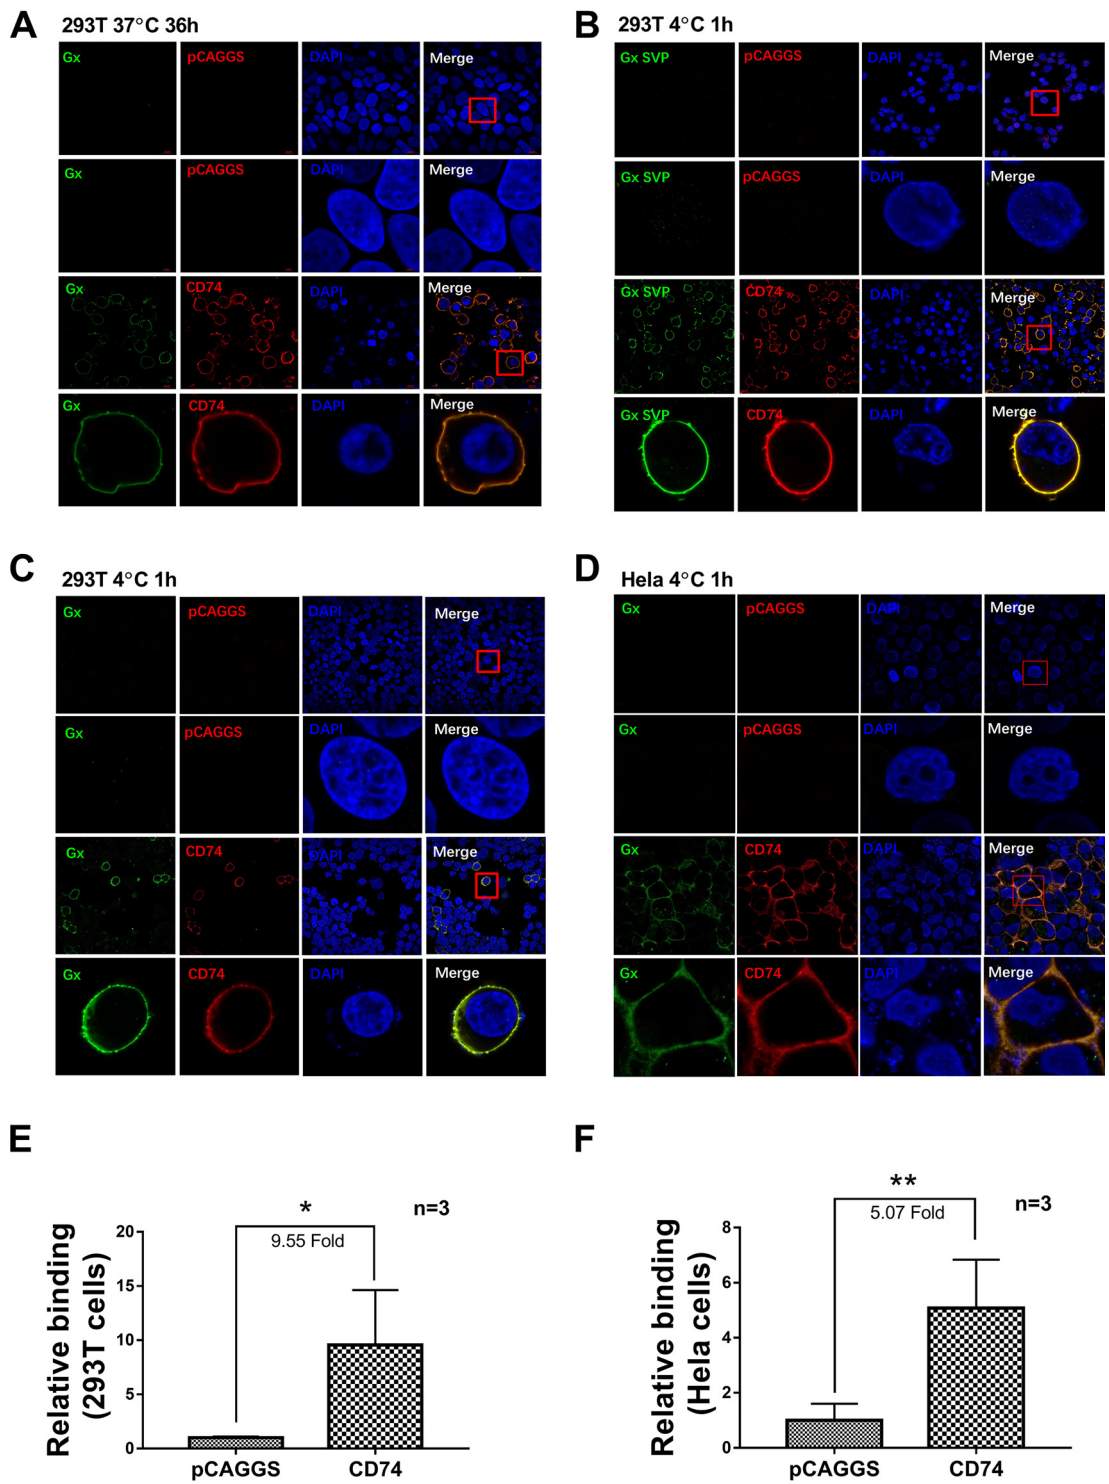 A
293T 37°C 36h
Gx pCAGGS DAPI Merge
Gx pCAGGS DAPI Merge
Gx CD74 DAPI Merge
Gx CD74 DAPI Merge
B
293T 4°C 1h
Gx SVP pCAGGS DAPI Merge
Gx SVP pCAGGS DAPI Merge
Gx SVP CD74 DAPI Merge
Gx SVP CD74 DAPI Merge
C
293T 4°C 1h
Gx pCAGGS DAPI Merge
Gx pCAGGS DAPI Merge
Gx CD74 DAPI Merge
Gx CD74 DAPI Merge
D
Hela 4°C 1h
Gx pCAGGS DAPI Merge
Gx pCAGGS DAPI Merge
Gx CD74 DAPI Merge
Gx CD74 DAPI Merge
E
Relative binding
(293T cells)
20
15
10
5
0
*
9.55 Fold
n=3
pCAGGS CD74
F
Relative binding
(Hela cells)
8
6
4
2
0
**
5.07 Fold
n=3
pCAGGS CD74